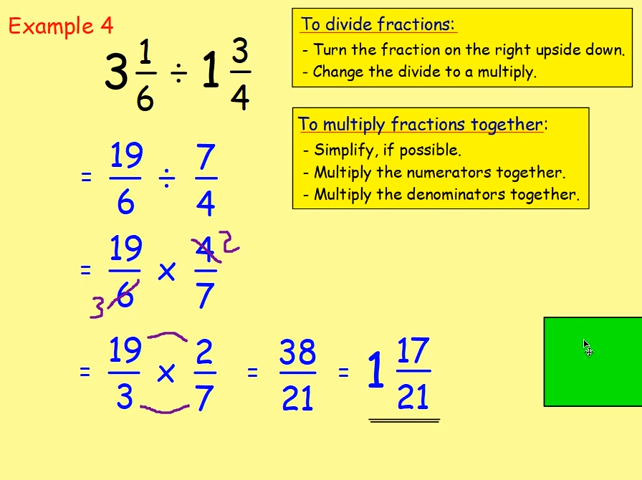 Example 4
3 1/6 ÷ 1 3/4
= 19/6 ÷ 7/4
= 19/6 × 4/7
3 2
= 19/3 × 2/7 = 38/21 = 1 17/21
To divide fractions:
- Turn the fraction on the right upside down.
- Change the divide to a multiply.
To multiply fractions together:
- Simplify, if possible.
- Multiply the numerators together.
- Multiply the denominators together.